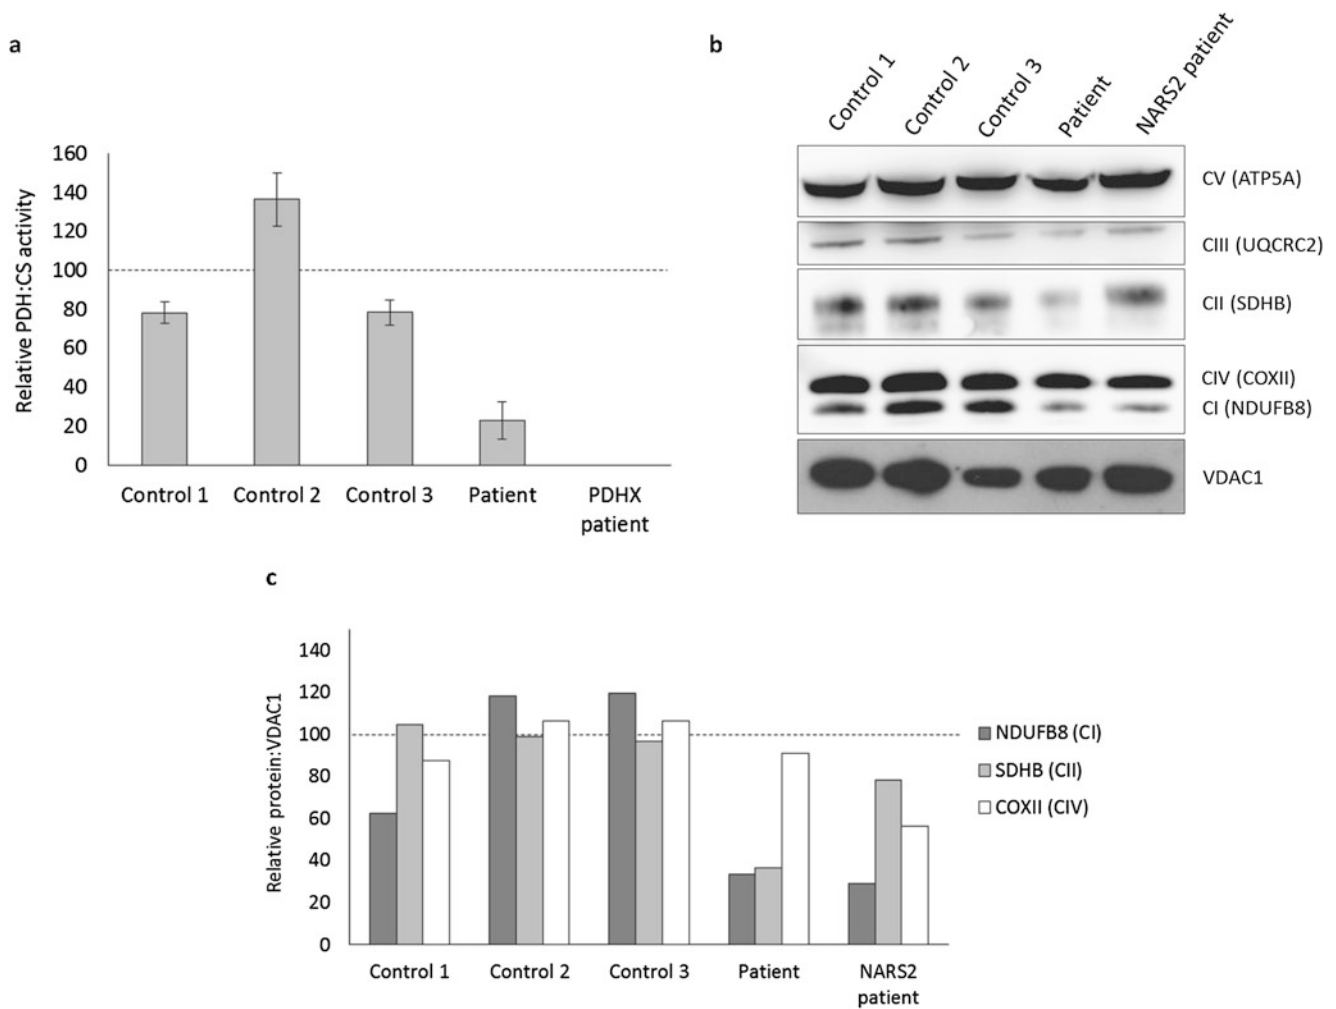 a
Relative PDH:CS activity
160
140
120
100
80
60
40
20
0
Control 1
Control 2
Control 3
Patient
PDHX
patient
b
Control 1
Control 2
Control 3
Patient
NARS2 patient
CV (ATP5A)
CIII (UQCRC2)
CII (SDHB)
CIV (COXII)
CI (NDUFB8)
VDAC1
c
Relative protein:VDAC1
140
120
100
80
60
40
20
0
Control 1
Control 2
Control 3
Patient
NARS2
patient
NDUFB8 (CI)
SDHB (CII)
COXII (CIV)